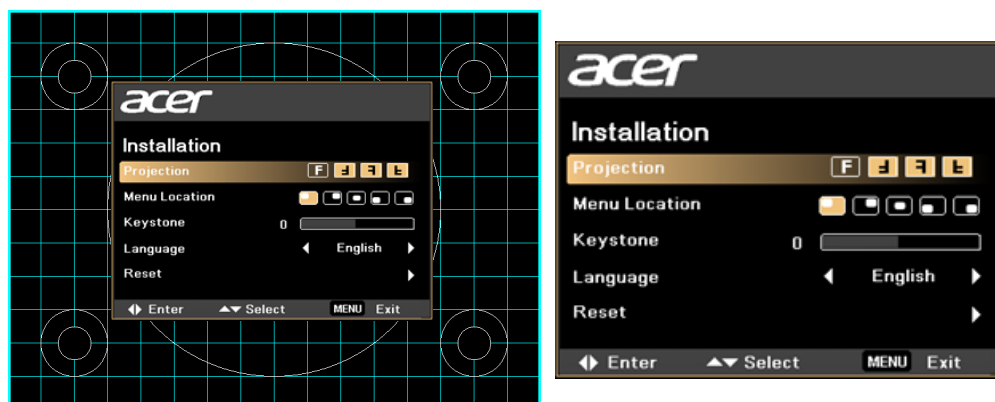 acer
Installation
Projection F
Menu Location
Keystone 0
Language English
Reset
Enter Select MENU Exit
acer
Installation
Projection F
Menu Location
Keystone 0
Language English
Reset
Enter Select MENU Exit